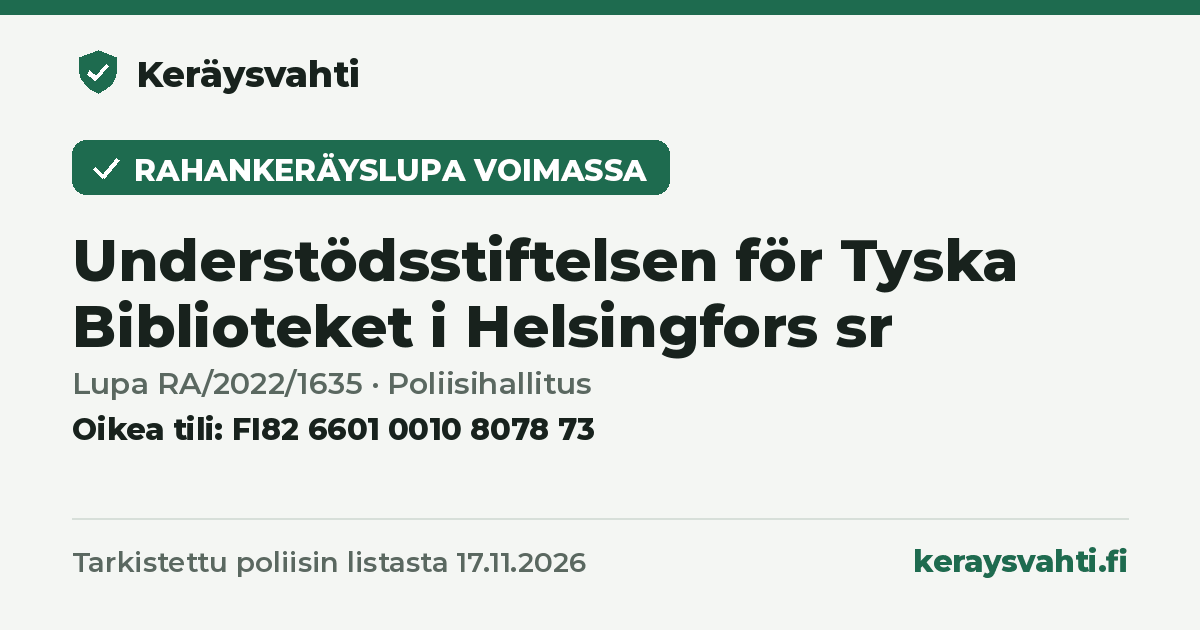 Keräysvahti
RAHANKERÄYSLUPA VOIMASSA
Understödsstiftelsen för Tyska
Biblioteket i Helsingfors sr
Lupa RA/2022/1635 · Poliisihallitus
Oikea tili: FI82 6601 0010 8078 73
Tarkistettu poliisin listasta 17.11.2026
keraysvahti.fi